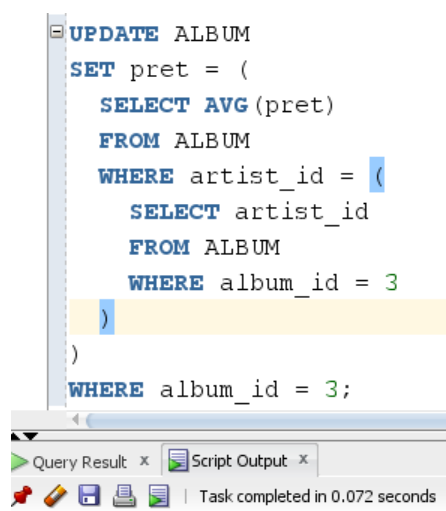 UPDATE ALBUM
SET pret = (
SELECT AVG(pret)
FROM ALBUM
WHERE artist_id = (
SELECT artist_id
FROM ALBUM
WHERE album_id = 3
)
)
WHERE album_id = 3;
Query Result x Script Output x
Task completed in 0.072 seconds